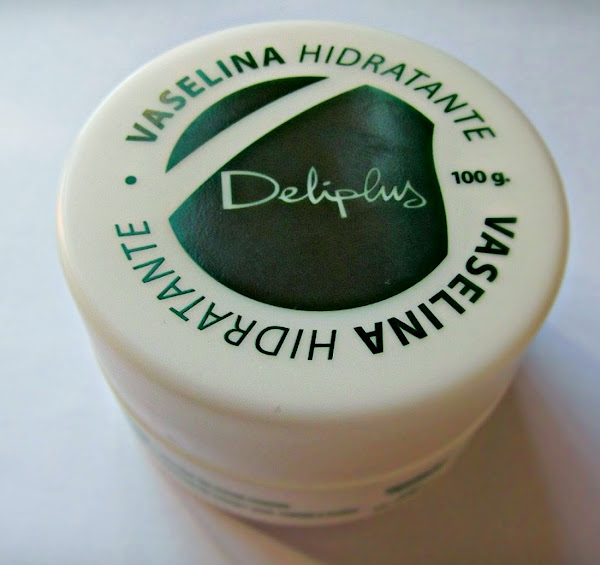 VASELINA HIDRATANTE
Deliplus
100 g.
VASELINA HIDRATANTE